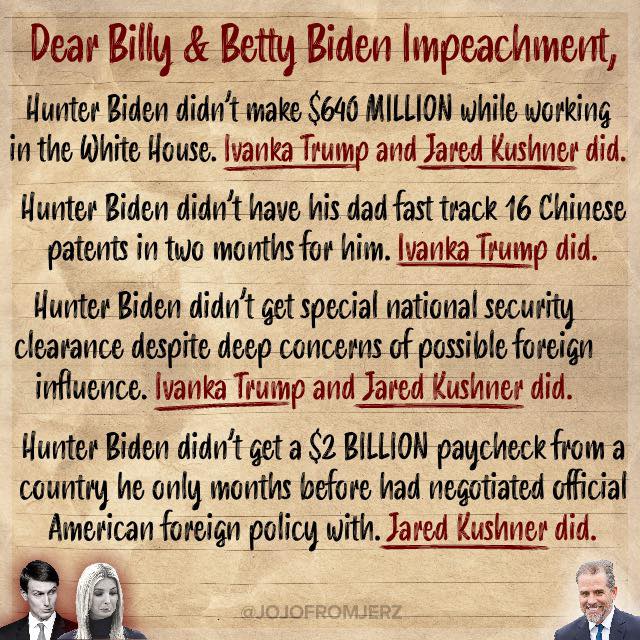 Dear Billy & Betty Biden Impeachment,
Hunter Biden didn't make $640 MILLION while working
in the White House. Ivanka Trump and Jared Kushner did.
Hunter Biden didn't have his dad fast track 16 Chinese
patents in two months for him. Ivanka Trump did.
Hunter Biden didn't get special national security
clearance despite deep concerns of possible foreign
influence. Ivanka Trump and Jared Kushner did.
Hunter Biden didn't get a $2 BILLION paycheck from a
country he only months before had negotiated official
American foreign policy with. Jared Kushner did.
@JOJOFROMJERZ